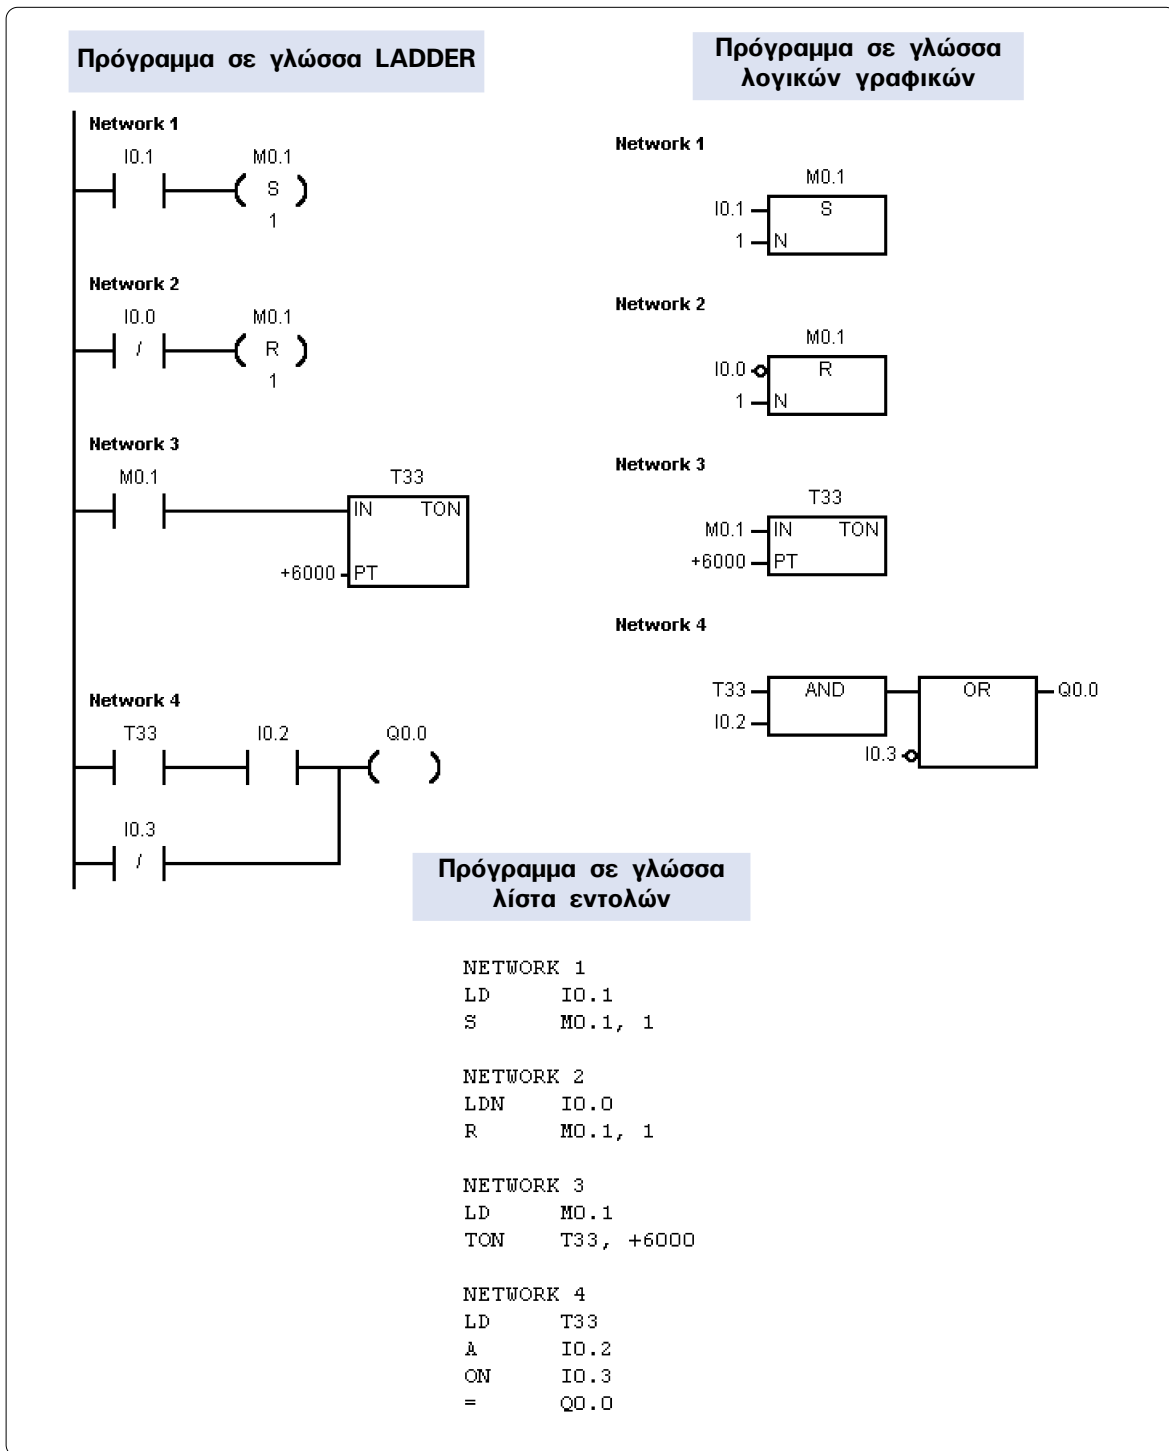 Πρόγραμμα σε γλώσσα LADDER
Network 1
I0.1 M0.1
S
1
Network 2
I0.0 M0.1
/ R
1
Network 3
M0.1 T33
IN TON
+6000 PT
Network 4
T33 I0.2 Q0.0
I0.3
/
Πρόγραμμα σε γλώσσα
λογικών γραφικών
Network 1
M0.1
I0.1 S
1 N
Network 2
M0.1
I0.0 R
1 N
Network 3
T33
M0.1 IN TON
+6000 PT
Network 4
T33 AND OR Q0.0
I0.2
I0.3
Πρόγραμμα σε γλώσσα
λίστα εντολών
NETWORK 1
LD I0.1
S M0.1, 1
NETWORK 2
LDN I0.0
R M0.1, 1
NETWORK 3
LD M0.1
TON T33, +6000
NETWORK 4
LD T33
A I0.2
ON I0.3
= Q0.0